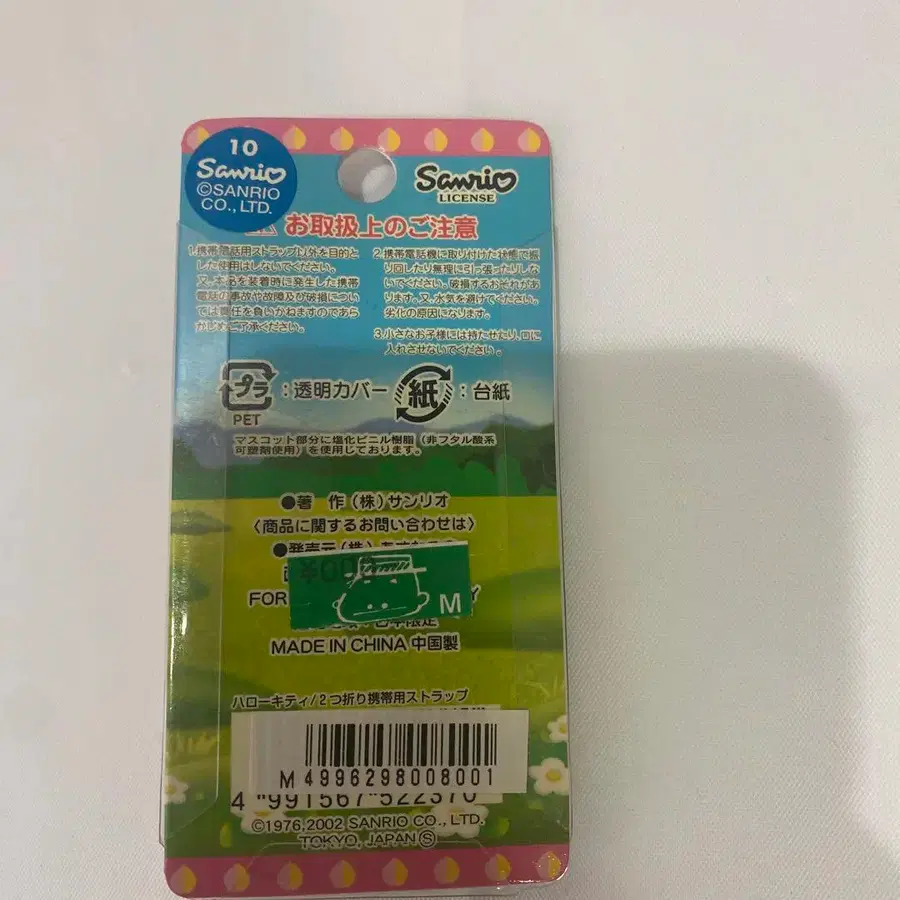 10
Sanrio
©SANRIO
CO., LTD.
Sanrio
LICENSE
お取扱上のご注意
1.携帯電話用ストラップ以外を目的と
した使用はしないでください。
又、本品を装着時に発生した携帯
電話の事故や故障及び破損につい
ては責任を負いかねますのであら
かじめご了承ください。
2.携帯電話機に取り付けた状態で振
り回したり無理に引っ張ったりしな
いでください。破損するおそれがあ
ります。又、水気を避けてください。
劣化の原因になります。
3.小さなお子様には持たせたり、口に
入れさせないでください。
プラ
PET
:透明カバー
紙
:台紙
マスコット部分に塩化ビニル樹脂（非フタル酸系
可塑剤使用）を使用しております。
●著 作（株）サンリオ
〈商品に関するお問い合わせは〉
●発売元（株）
M
FOR
Y
MADE IN CHINA 中国製
ハローキティ/2つ折り携帯用ストラップ
M 4996298008001
4 991567 522370
©1976,2002 SANRIO CO., LTD.
TOKYO, JAPAN Ⓢ